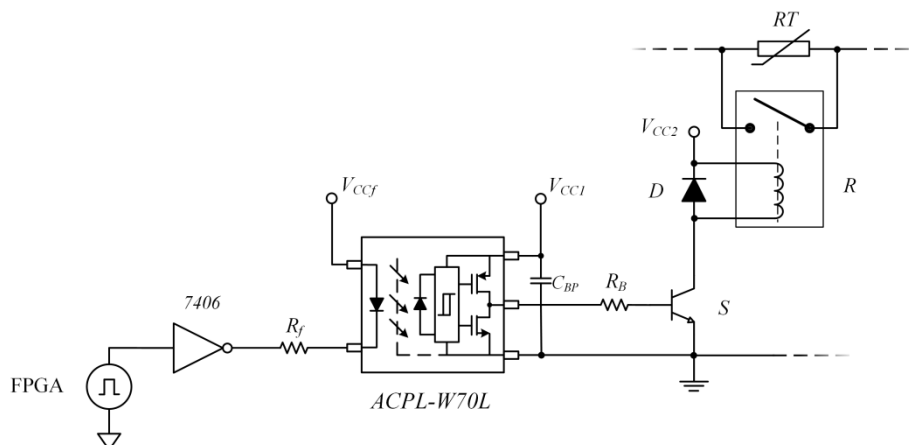 RT
V_CC2
D
R
V_CCf
V_CC1
7406
C_BP
R_B
S
R_f
FPGA
ACPL-W70L